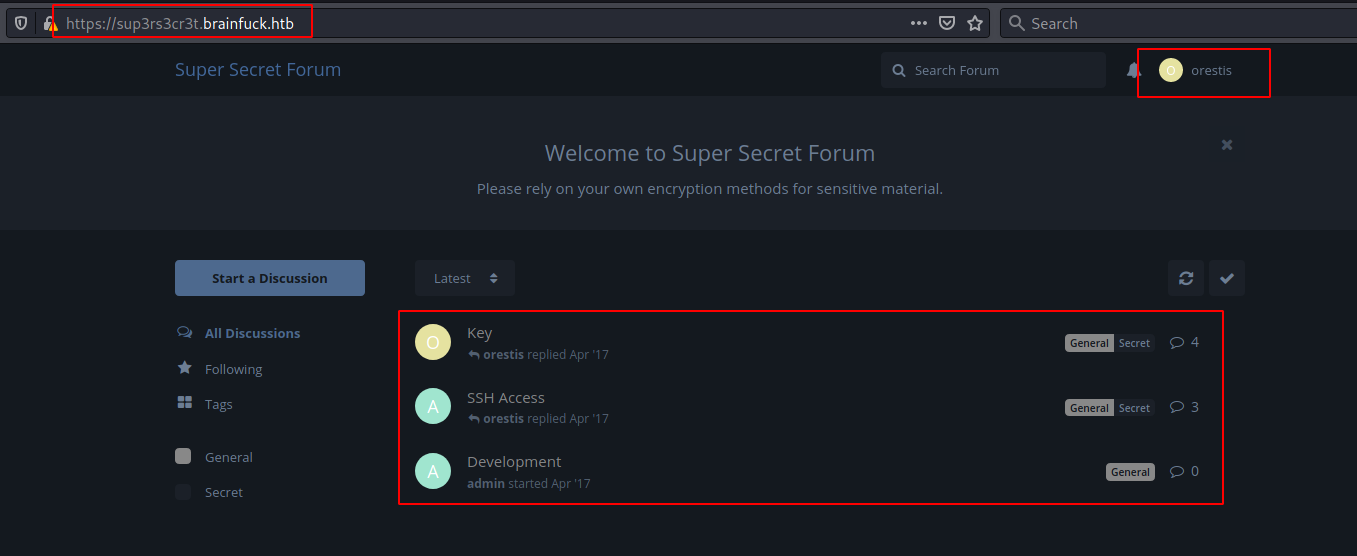 https://sup3rs3cr3t.brainfuck.htb
Search
Super Secret Forum
Search Forum
O orestis
Welcome to Super Secret Forum
Please rely on your own encryption methods for sensitive material.
Start a Discussion
Latest
All Discussions
Following
Tags
General
Secret
O Key General Secret 4
orestis replied Apr '17
A SSH Access General Secret 3
orestis replied Apr '17
A Development General 0
admin started Apr '17